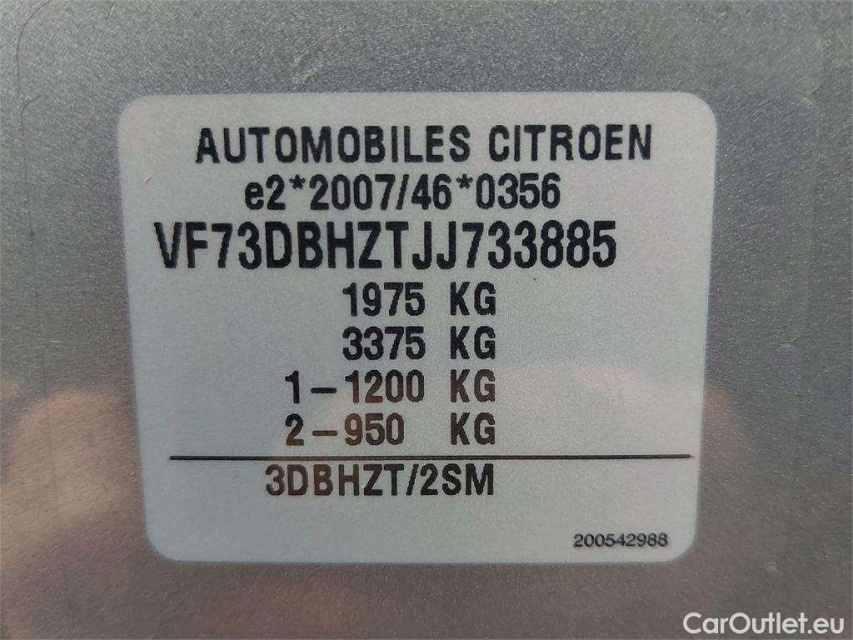 AUTOMOBILES CITROEN
e2*2007/46*0356
VF73DBHZTJJ733885
1975 KG
3375 KG
1-1200 KG
2-950 KG
3DBHZT/2SM
200542988
CarOutlet.eu